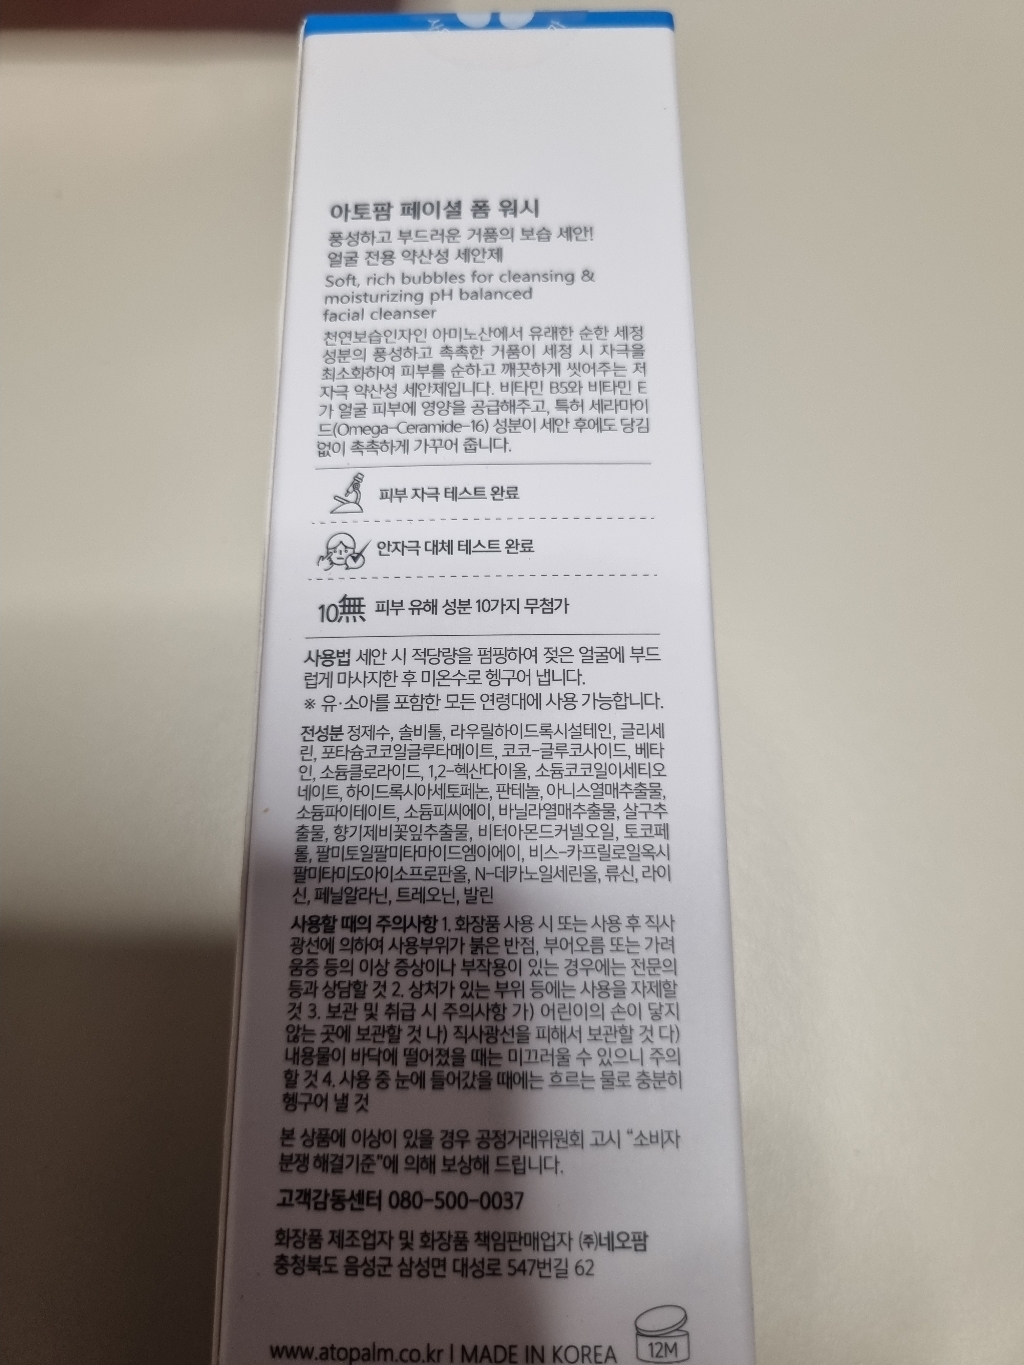 아토팜 페이셜 폼 워시
풍성하고 부드러운 거품의 보습 세안!
얼굴 전용 약산성 세안제
Soft, rich bubbles for cleansing &
moisturizing pH balanced
facial cleanser
천연보습인자인 아미노산에서 유래한 순한 세정
성분의 풍성하고 촉촉한 거품이 세정 시 자극을
최소화하여 피부를 순하고 깨끗하게 씻어주는 저
자극 약산성 세안제입니다. 비타민 B5와 비타민 E
가 얼굴 피부에 영양을 공급해주고, 특허 세라마이
드(Omega-Ceramide-16) 성분이 세안 후에도 당김
없이 촉촉하게 가꾸어 줍니다.
피부 자극 테스트 완료
안자극 대체 테스트 완료
10無 피부 유해 성분 10가지 무첨가
사용법 세안 시 적당량을 펌핑하여 젖은 얼굴에 부드
럽게 마사지한 후 미온수로 헹구어 냅니다.
※ 유·소아를 포함한 모든 연령대에 사용 가능합니다.
전성분 정제수, 솔비톨, 라우릴하이드록시설테인, 글리세
린, 포타슘코코일글루타메이트, 코코-글루코사이드, 베타
인, 소듐클로라이드, 1,2-헥산다이올, 소듐코코일이세티오
네이트, 하이드록시아세토페논, 판테놀, 아니스열매추출물,
소듐파이테이트, 소듐피씨에이, 바닐라열매추출물, 살구추
출물, 향기제비꽃잎추출물, 비터아몬드커넬오일, 토코페
롤, 팔미토일팔미타마이드엠이에이, 비스-카프릴로일옥시
팔미타미도아이소프로판올, N-데카노일세린올, 류신, 라이
신, 페닐알라닌, 트레오닌, 발린
사용할 때의 주의사항 1. 화장품 사용 시 또는 사용 후 직사
광선에 의하여 사용부위가 붉은 반점, 부어오름 또는 가려
움증 등의 이상 증상이나 부작용이 있는 경우에는 전문의
등과 상담할 것 2. 상처가 있는 부위 등에는 사용을 자제할
것 3. 보관 및 취급 시 주의사항 가) 어린이의 손이 닿지
않는 곳에 보관할 것 나) 직사광선을 피해서 보관할 것 다)
내용물이 바닥에 떨어졌을 때는 미끄러울 수 있으니 주의
할 것 4. 사용 중 눈에 들어갔을 때에는 흐르는 물로 충분히
헹구어 낼 것
본 상품에 이상이 있을 경우 공정거래위원회 고시 "소비자
분쟁 해결기준"에 의해 보상해 드립니다.
고객감동센터 080-500-0037
화장품 제조업자 및 화장품 책임판매업자 ㈜네오팜
충청북도 음성군 삼성면 대성로 547번길 62
www.atopalm.co.kr | MADE IN KOREA
12M